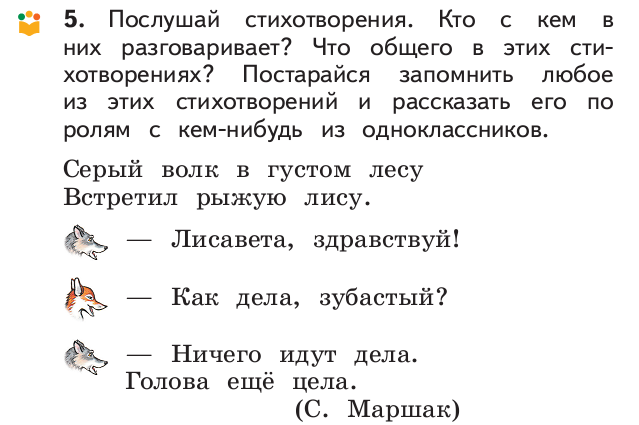 5. Послушай стихотворения. Кто с кем в
них разговаривает? Что общего в этих сти-
хотворениях? Постарайся запомнить любое
из этих стихотворений и рассказать его по
ролям с кем-нибудь из одноклассников.
Серый волк в густом лесу
Встретил рыжую лису.
— Лисавета, здравствуй!
— Как дела, зубастый?
— Ничего идут дела.
Голова ещё цела.
(С. Маршак)